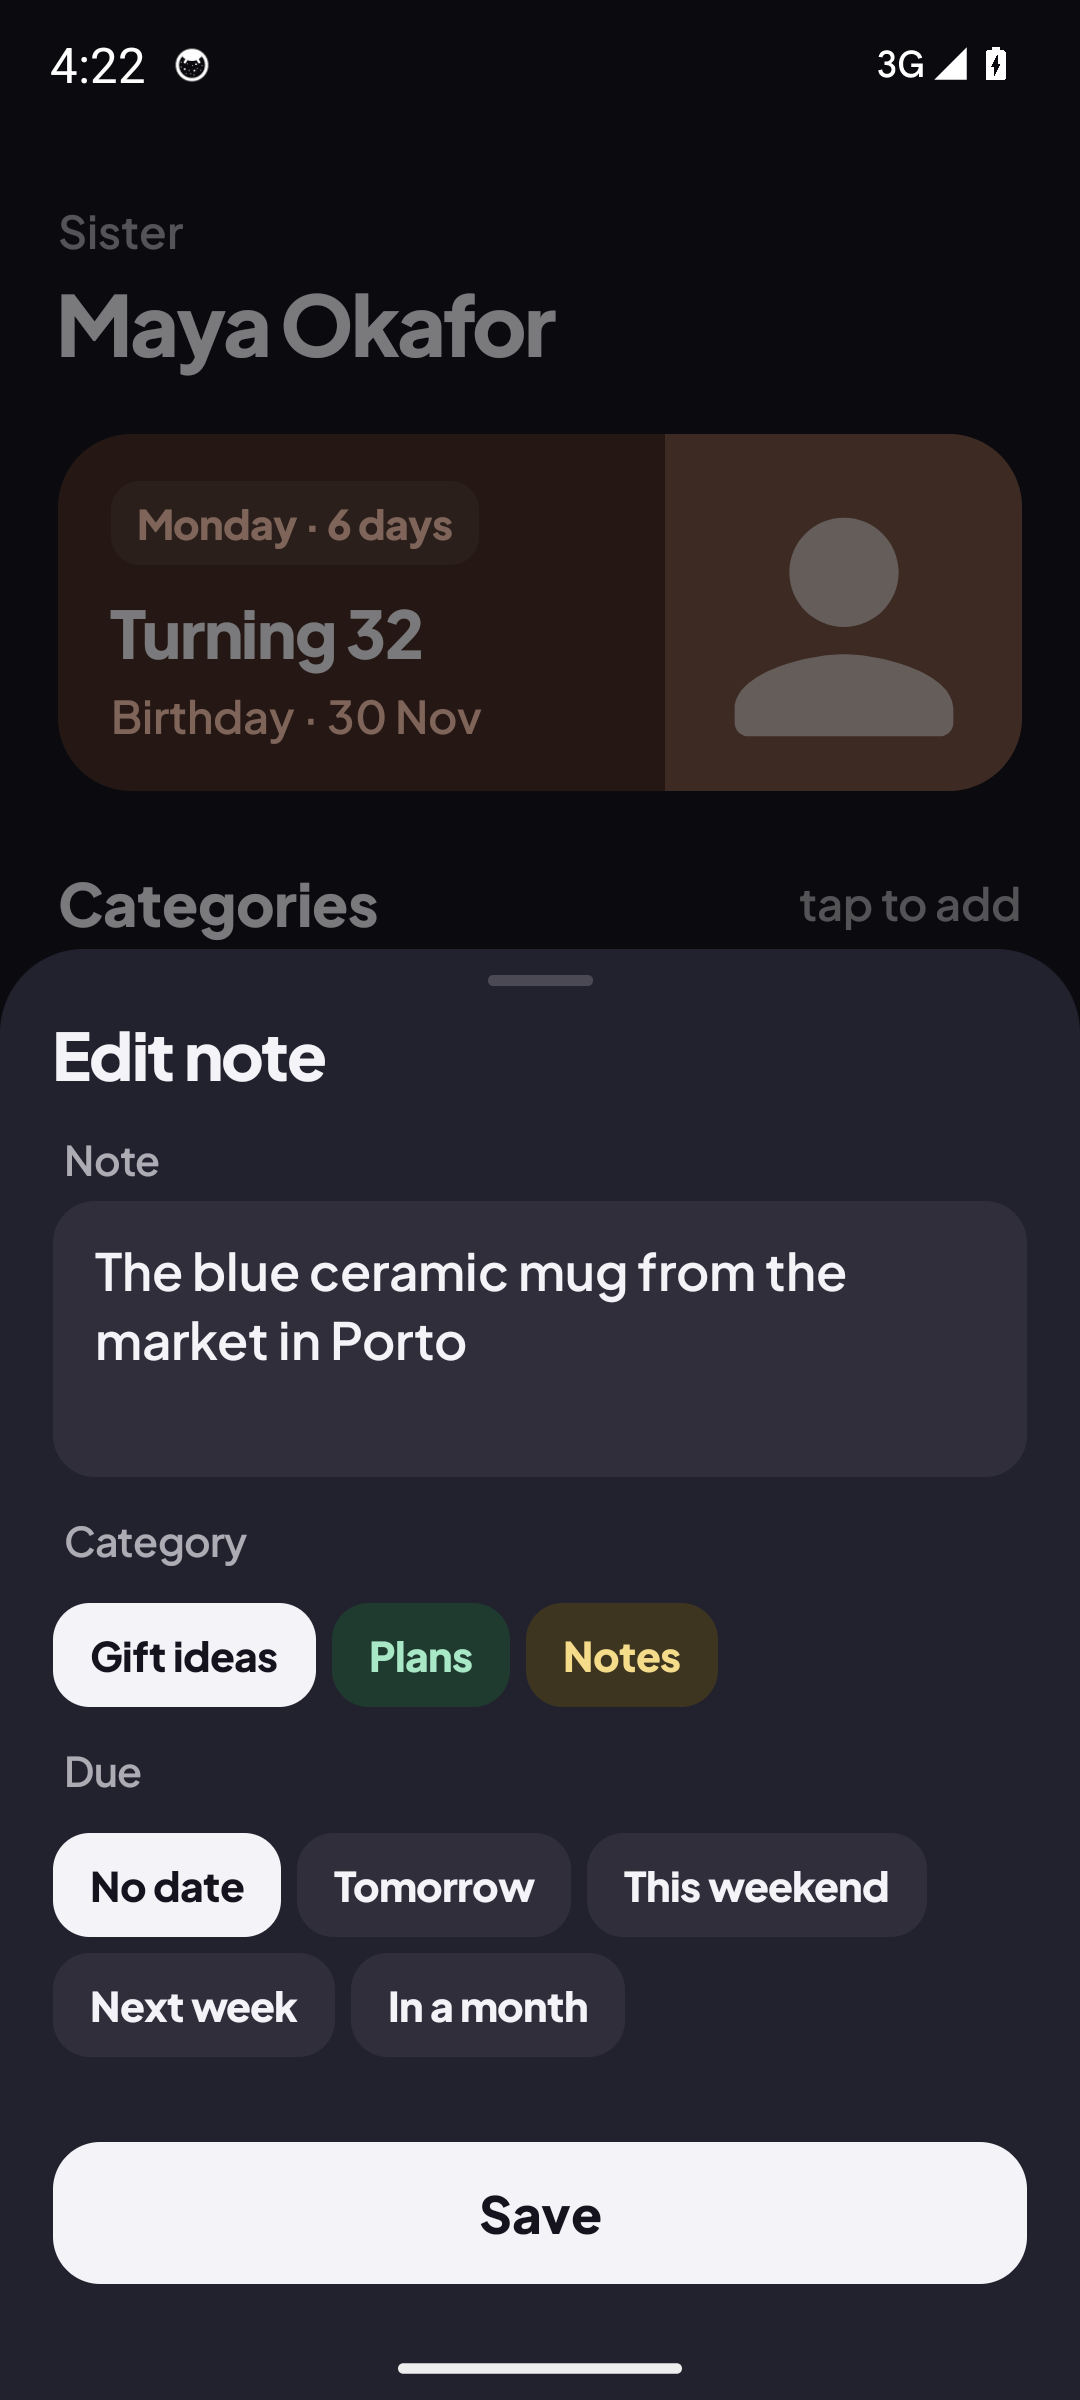 4:22
3G
Sister
Maya Okafor
Monday · 6 days
Turning 32
Birthday · 30 Nov
Categories
tap to add
Edit note
Note
The blue ceramic mug from the
market in Porto
Category
Gift ideas
Plans
Notes
Due
No date
Tomorrow
This weekend
Next week
In a month
Save